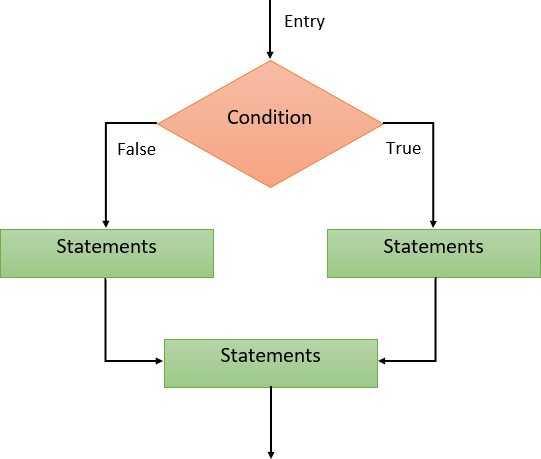 Entry
Condition
False
True
Statements
Statements
Statements